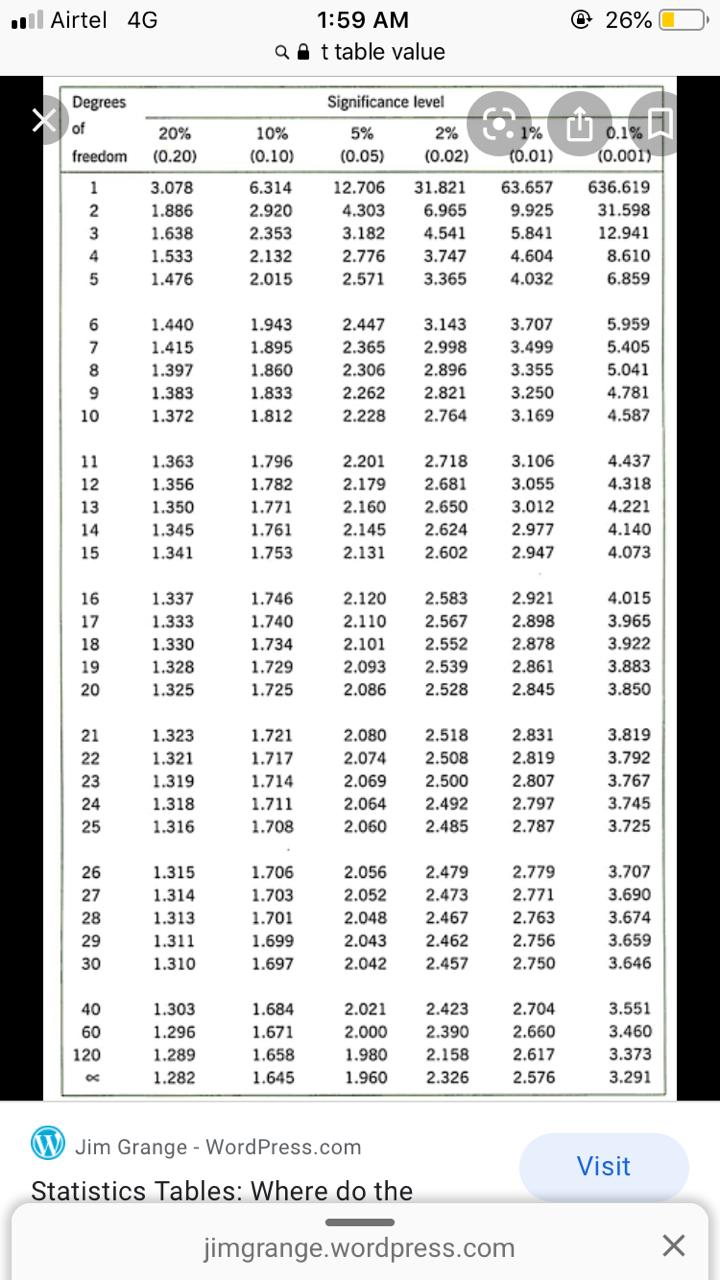 Airtel 4G 1:59 AM 26%
t table value
Degrees of freedom Significance level
20% 10% 5% 2% 1% 0.1%
(0.20) (0.10) (0.05) (0.02) (0.01) (0.001)
1 3.078 6.314 12.706 31.821 63.657 636.619
2 1.886 2.920 4.303 6.965 9.925 31.598
3 1.638 2.353 3.182 4.541 5.841 12.941
4 1.533 2.132 2.776 3.747 4.604 8.610
5 1.476 2.015 2.571 3.365 4.032 6.859
6 1.440 1.943 2.447 3.143 3.707 5.959
7 1.415 1.895 2.365 2.998 3.499 5.405
8 1.397 1.860 2.306 2.896 3.355 5.041
9 1.383 1.833 2.262 2.821 3.250 4.781
10 1.372 1.812 2.228 2.764 3.169 4.587
11 1.363 1.796 2.201 2.718 3.106 4.437
12 1.356 1.782 2.179 2.681 3.055 4.318
13 1.350 1.771 2.160 2.650 3.012 4.221
14 1.345 1.761 2.145 2.624 2.977 4.140
15 1.341 1.753 2.131 2.602 2.947 4.073
16 1.337 1.746 2.120 2.583 2.921 4.015
17 1.333 1.740 2.110 2.567 2.898 3.965
18 1.330 1.734 2.101 2.552 2.878 3.922
19 1.328 1.729 2.093 2.539 2.861 3.883
20 1.325 1.725 2.086 2.528 2.845 3.850
21 1.323 1.721 2.080 2.518 2.831 3.819
22 1.321 1.717 2.074 2.508 2.819 3.792
23 1.319 1.714 2.069 2.500 2.807 3.767
24 1.318 1.711 2.064 2.492 2.797 3.745
25 1.316 1.708 2.060 2.485 2.787 3.725
26 1.315 1.706 2.056 2.479 2.779 3.707
27 1.314 1.703 2.052 2.473 2.771 3.690
28 1.313 1.701 2.048 2.467 2.763 3.674
29 1.311 1.699 2.043 2.462 2.756 3.659
30 1.310 1.697 2.042 2.457 2.750 3.646
40 1.303 1.684 2.021 2.423 2.704 3.551
60 1.296 1.671 2.000 2.390 2.660 3.460
120 1.289 1.658 1.980 2.158 2.617 3.373
∝ 1.282 1.645 1.960 2.326 2.576 3.291
Jim Grange - WordPress.com
Visit
Statistics Tables: Where do the
jimgrange.wordpress.com